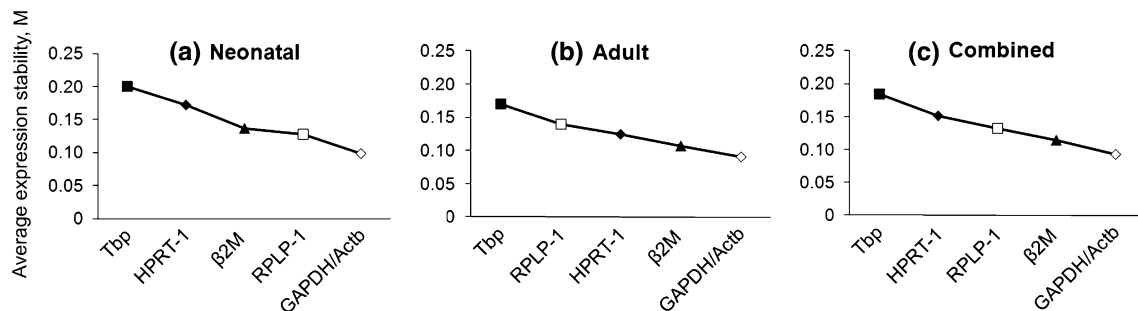 Average expression stability, M
(a) Neonatal
0.25
0.20
0.15
0.10
0.05
0
Tbp
HPRT-1
β2M
RPLP-1
GAPDH/Actb
(b) Adult
0.25
0.20
0.15
0.10
0.05
0
Tbp
RPLP-1
HPRT-1
β2M
GAPDH/Actb
(c) Combined
0.25
0.20
0.15
0.10
0.05
0
Tbp
HPRT-1
RPLP-1
β2M
GAPDH/Actb